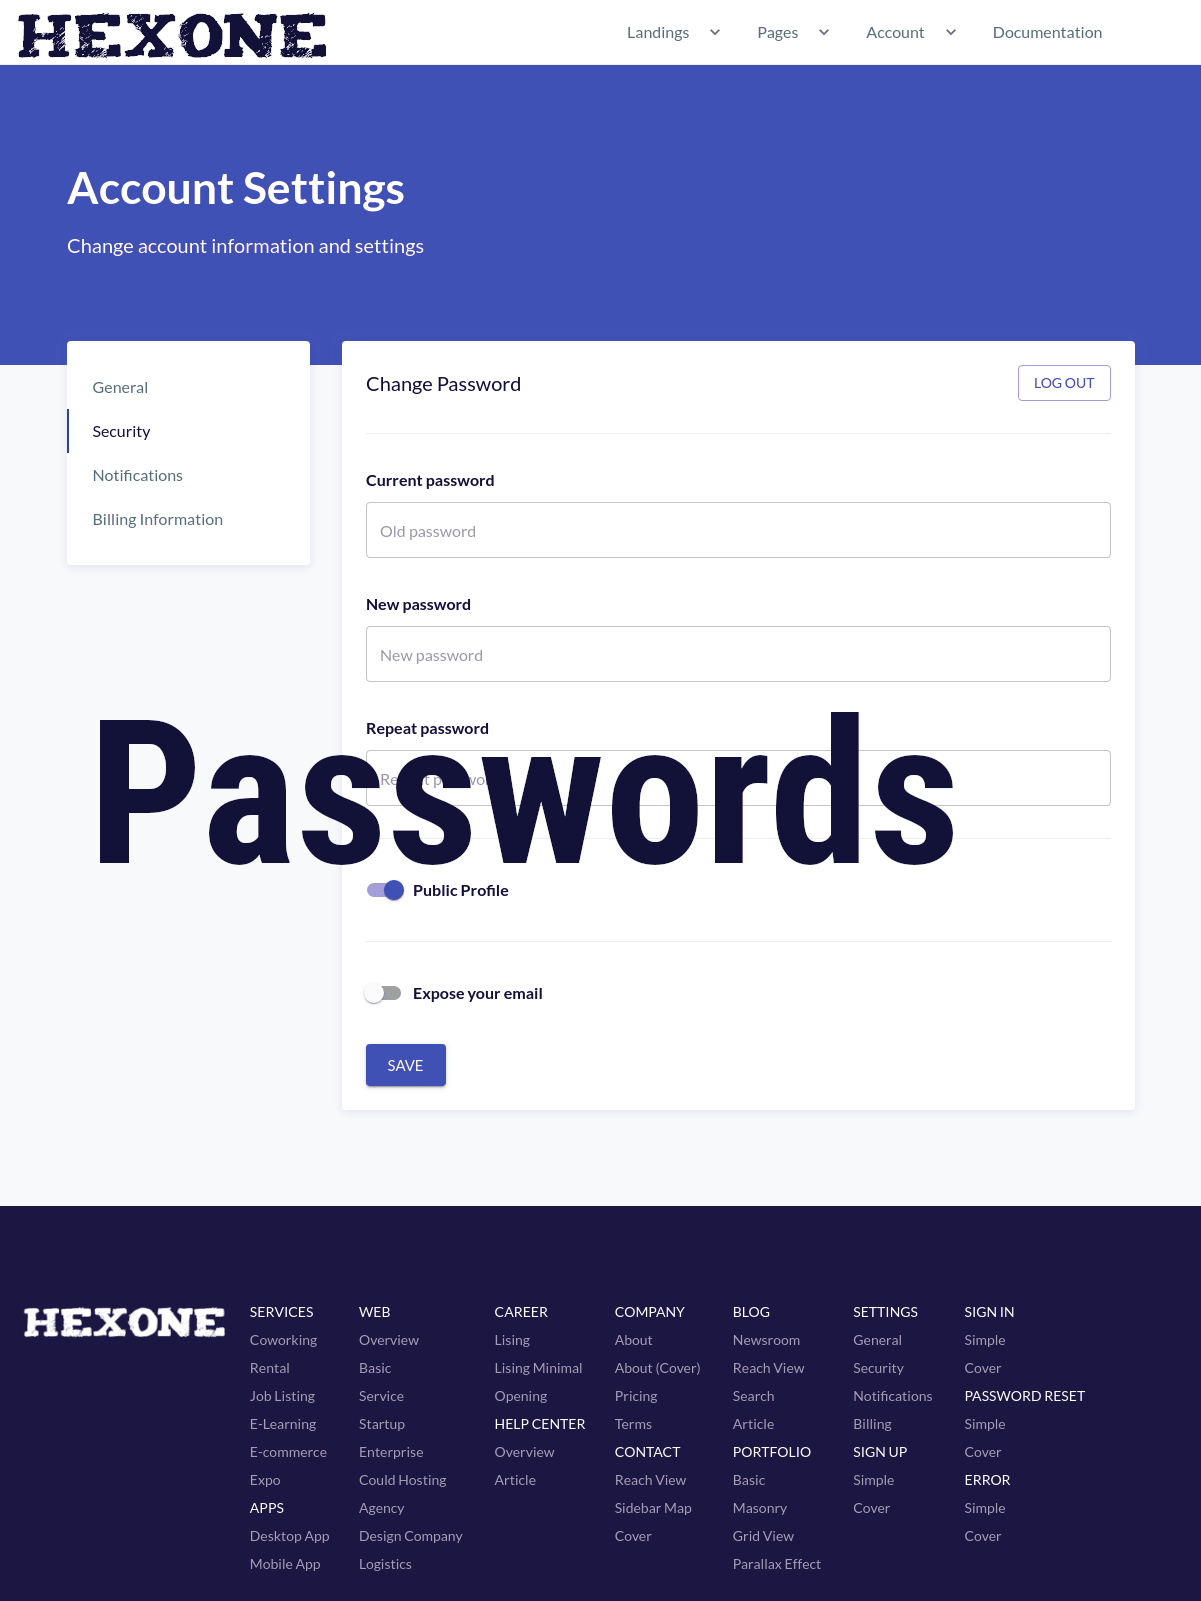 HEXONE
Landings
Pages
Account
Documentation
Account Settings
Change account information and settings
General
Security
Notifications
Billing Information
Change Password
LOG OUT
Current password
Old password
New password
New password
Repeat password
Repeat password
Passwords
Public Profile
Expose your email
SAVE
HEXONE
SERVICES
Coworking
Rental
Job Listing
E-Learning
E-commerce
Expo
APPS
Desktop App
Mobile App
WEB
Overview
Basic
Service
Startup
Enterprise
Could Hosting
Agency
Design Company
Logistics
CAREER
Lising
Lising Minimal
Opening
HELP CENTER
Overview
Article
COMPANY
About
About (Cover)
Pricing
Terms
CONTACT
Reach View
Sidebar Map
Cover
BLOG
Newsroom
Reach View
Search
Article
PORTFOLIO
Basic
Masonry
Grid View
Parallax Effect
SETTINGS
General
Security
Notifications
Billing
SIGN UP
Simple
Cover
SIGN IN
Simple
Cover
PASSWORD RESET
Simple
Cover
ERROR
Simple
Cover